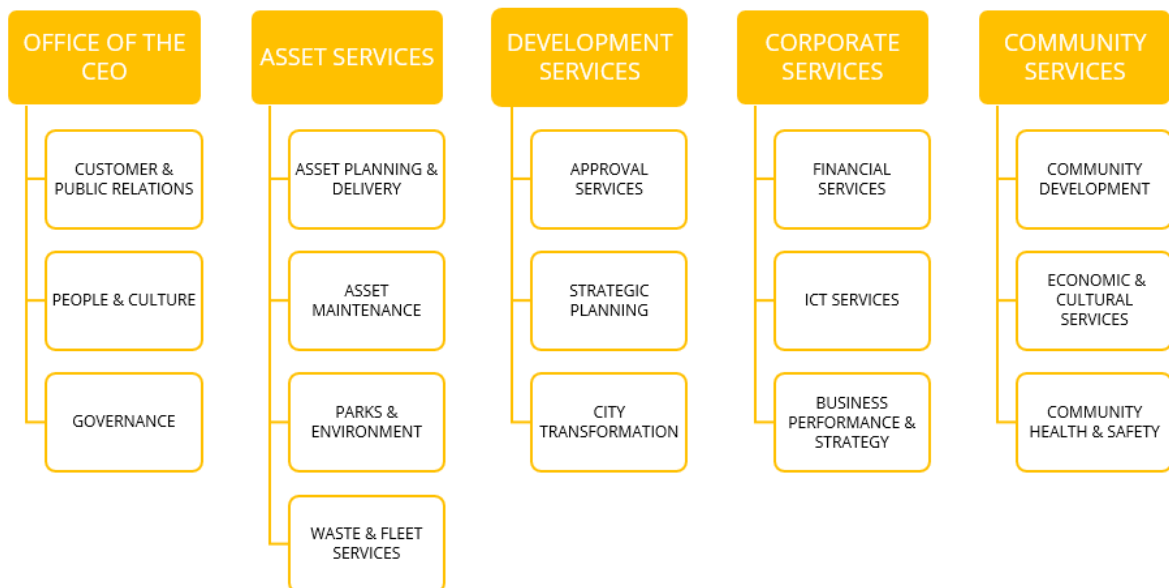 OFFICE OF THE
CEO
CUSTOMER &
PUBLIC RELATIONS
PEOPLE & CULTURE
GOVERNANCE
ASSET SERVICES
ASSET PLANNING &
DELIVERY
ASSET
MAINTENANCE
PARKS &
ENVIRONMENT
WASTE & FLEET
SERVICES
DEVELOPMENT
SERVICES
APPROVAL
SERVICES
STRATEGIC
PLANNING
CITY
TRANSFORMATION
CORPORATE
SERVICES
FINANCIAL
SERVICES
ICT SERVICES
BUSINESS
PERFORMANCE &
STRATEGY
COMMUNITY
SERVICES
COMMUNITY
DEVELOPMENT
ECONOMIC &
CULTURAL
SERVICES
COMMUNITY
HEALTH & SAFETY